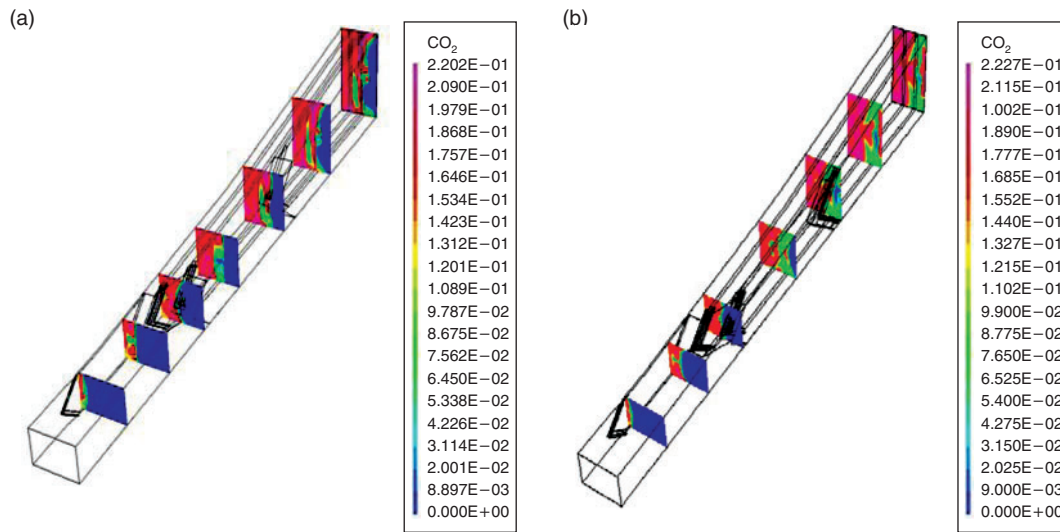 (a)
CO2
2.202E−01
2.090E−01
1.979E−01
1.868E−01
1.757E−01
1.646E−01
1.534E−01
1.423E−01
1.312E−01
1.201E−01
1.089E−01
9.787E−02
8.675E−02
7.562E−02
6.450E−02
5.338E−02
4.226E−02
3.114E−02
2.001E−02
8.897E−03
0.000E+00
(b)
CO2
2.227E−01
2.115E−01
1.002E−01
1.890E−01
1.777E−01
1.685E−01
1.552E−01
1.440E−01
1.327E−01
1.215E−01
1.102E−01
9.900E−02
8.775E−02
7.650E−02
6.525E−02
5.400E−02
4.275E−02
3.150E−02
2.025E−02
9.000E−03
0.000E+00